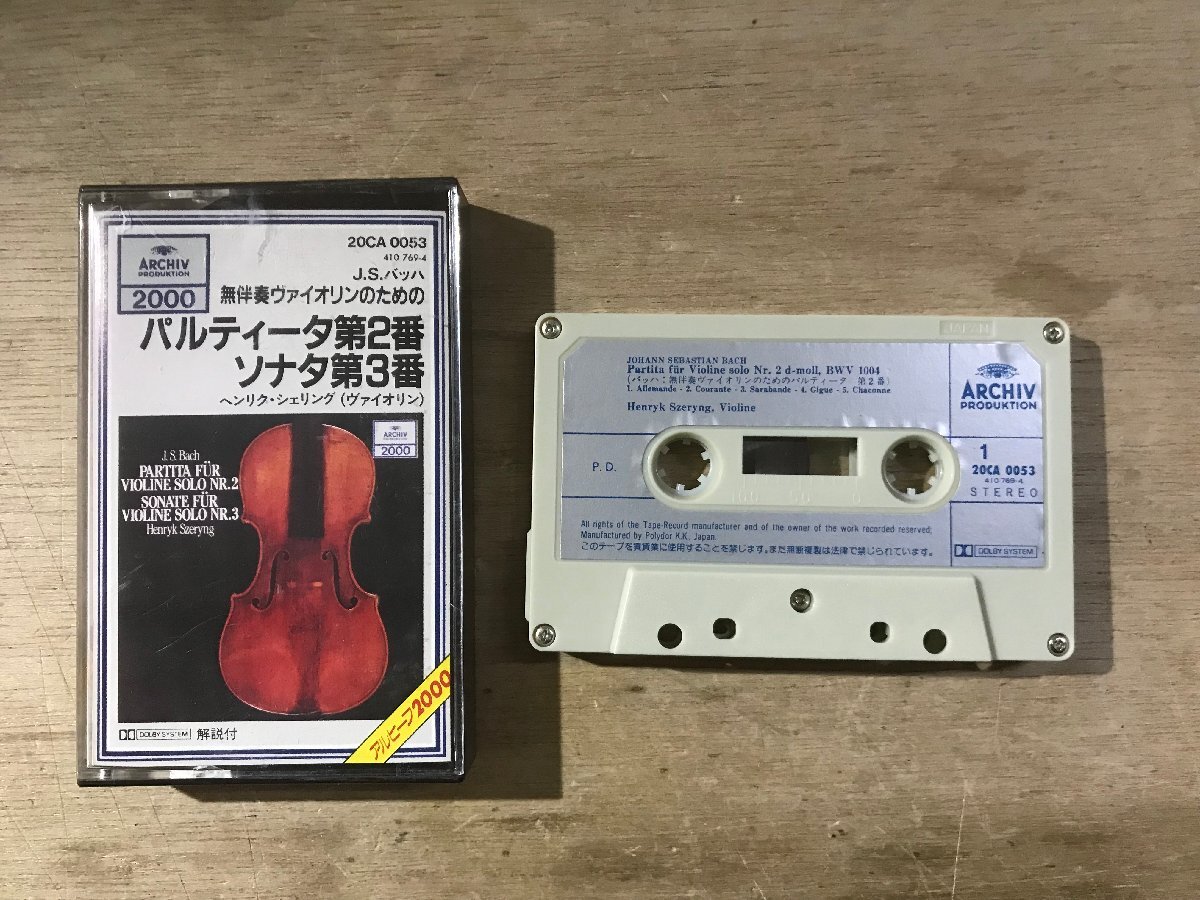 20CA 0053
410 769-4
ARCHIV
PRODUKTION
2000
J.S.バッハ
無伴奏ヴァイオリンのための
パルティータ第2番
ソナタ第3番
ヘンリク・シェリング(ヴァイオリン)
ARCHIV
2000
J. S. Bach
PARTITA FÜR
VIOLINE SOLO NR.2
SONATE FÜR
VIOLINE SOLO NR.3
Henryk Szeryng
アルヒーフ2000
DOLBY SYSTEM 解説付
JAPAN
JOHANN SEBASTIAN BACH
Partita für Violine solo Nr. 2 d-moll, BWV 1004
(バッハ:無伴奏ヴァイオリンのためのパルティータ 第2番)
1. Allemande - 2. Courante - 3. Sarabande - 4. Gigue - 5. Chaconne
Henryk Szeryng, Violine
ARCHIV
PRODUKTION
P. D.
100 50
1
20CA 0053
410 769-4
STEREO
All rights of the Tape-Record manufacturer and of the owner of the work recorded reserved.
Manufactured by Polydor K.K., Japan.
このテープを賃貸業に使用することを禁じます。また無断複製は法律で禁じられています。
DOLBY SYSTEM